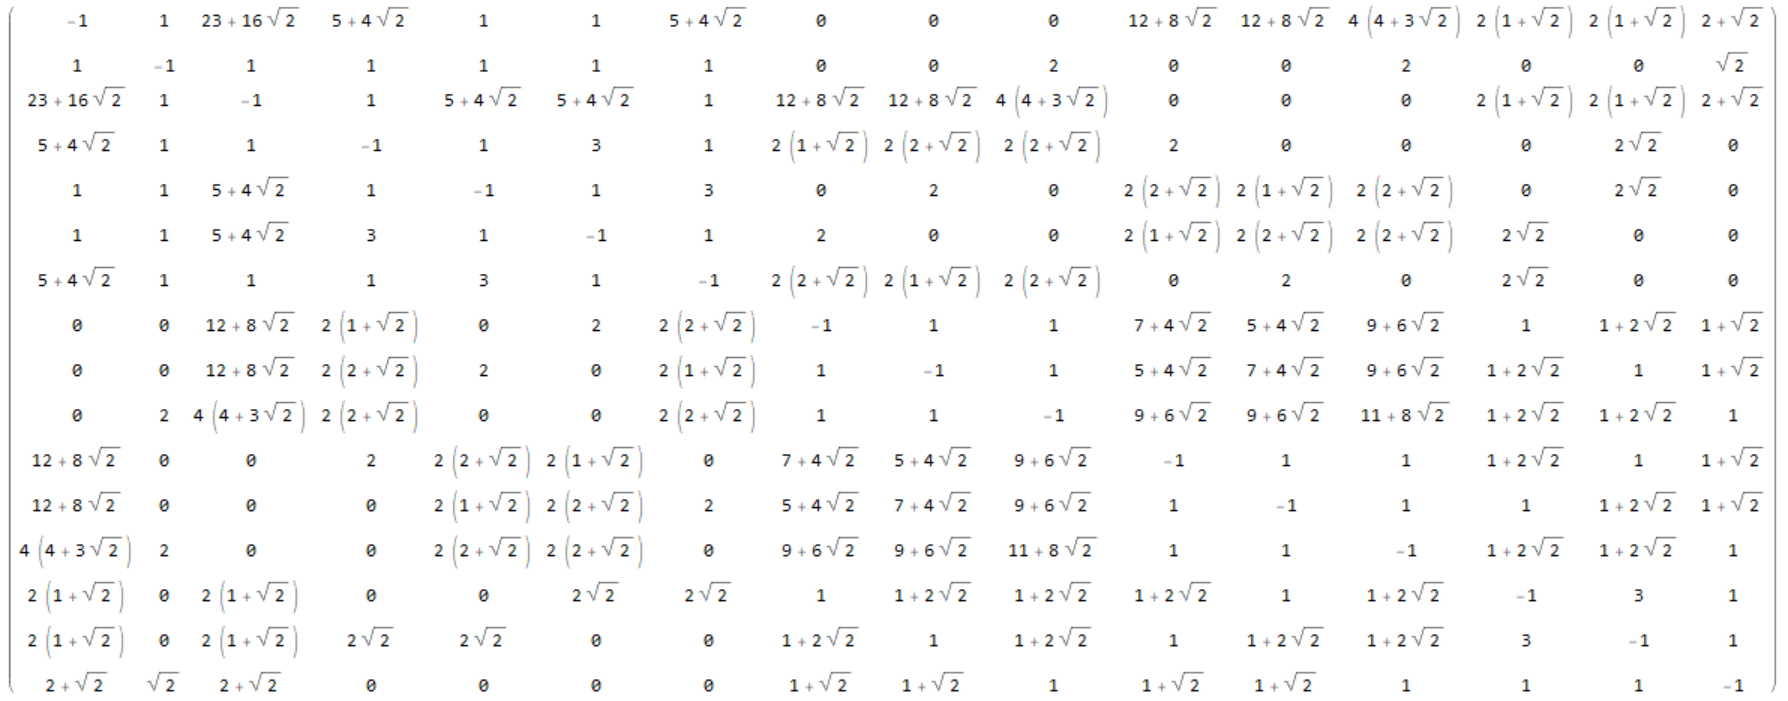 -1 1 23 + 16 √2 5 + 4 √2 1 1 5 + 4 √2 0 0 0 12 + 8 √2 12 + 8 √2 4 (4 + 3 √2) 2 (1 + √2) 2 (1 + √2) 2 + √2
1 -1 1 1 1 1 1 0 0 2 0 0 2 0 0 √2
23 + 16 √2 1 -1 1 5 + 4 √2 5 + 4 √2 1 12 + 8 √2 12 + 8 √2 4 (4 + 3 √2) 0 0 0 2 (1 + √2) 2 (1 + √2) 2 + √2
5 + 4 √2 1 1 -1 1 3 1 2 (1 + √2) 2 (2 + √2) 2 (2 + √2) 2 0 0 0 2 √2 0
1 1 5 + 4 √2 1 -1 1 3 0 2 0 2 (2 + √2) 2 (1 + √2) 2 (2 + √2) 0 2 √2 0
1 1 5 + 4 √2 3 1 -1 1 2 0 0 2 (1 + √2) 2 (2 + √2) 2 (2 + √2) 2 √2 0 0
5 + 4 √2 1 1 1 3 1 -1 2 (2 + √2) 2 (1 + √2) 2 (2 + √2) 0 2 0 2 √2 0 0
0 0 12 + 8 √2 2 (1 + √2) 0 2 2 (2 + √2) -1 1 1 7 + 4 √2 5 + 4 √2 9 + 6 √2 1 1 + 2 √2 1 + √2
0 0 12 + 8 √2 2 (2 + √2) 2 0 2 (1 + √2) 1 -1 1 5 + 4 √2 7 + 4 √2 9 + 6 √2 1 + 2 √2 1 1 + √2
0 2 4 (4 + 3 √2) 2 (2 + √2) 0 0 2 (2 + √2) 1 1 -1 9 + 6 √2 9 + 6 √2 11 + 8 √2 1 + 2 √2 1 + 2 √2 1
12 + 8 √2 0 0 2 2 (2 + √2) 2 (1 + √2) 0 7 + 4 √2 5 + 4 √2 9 + 6 √2 -1 1 1 1 + 2 √2 1 1 + √2
12 + 8 √2 0 0 0 2 (1 + √2) 2 (2 + √2) 2 5 + 4 √2 7 + 4 √2 9 + 6 √2 1 -1 1 1 1 + 2 √2 1 + √2
4 (4 + 3 √2) 2 0 0 2 (2 + √2) 2 (2 + √2) 0 9 + 6 √2 9 + 6 √2 11 + 8 √2 1 1 -1 1 + 2 √2 1 + 2 √2 1
2 (1 + √2) 0 2 (1 + √2) 0 0 2 √2 2 √2 1 1 + 2 √2 1 + 2 √2 1 + 2 √2 1 1 + 2 √2 -1 3 1
2 (1 + √2) 0 2 (1 + √2) 2 √2 2 √2 0 0 1 + 2 √2 1 1 + 2 √2 1 1 + 2 √2 1 + 2 √2 3 -1 1
2 + √2 √2 2 + √2 0 0 0 0 1 + √2 1 + √2 1 1 + √2 1 + √2 1 1 1 -1